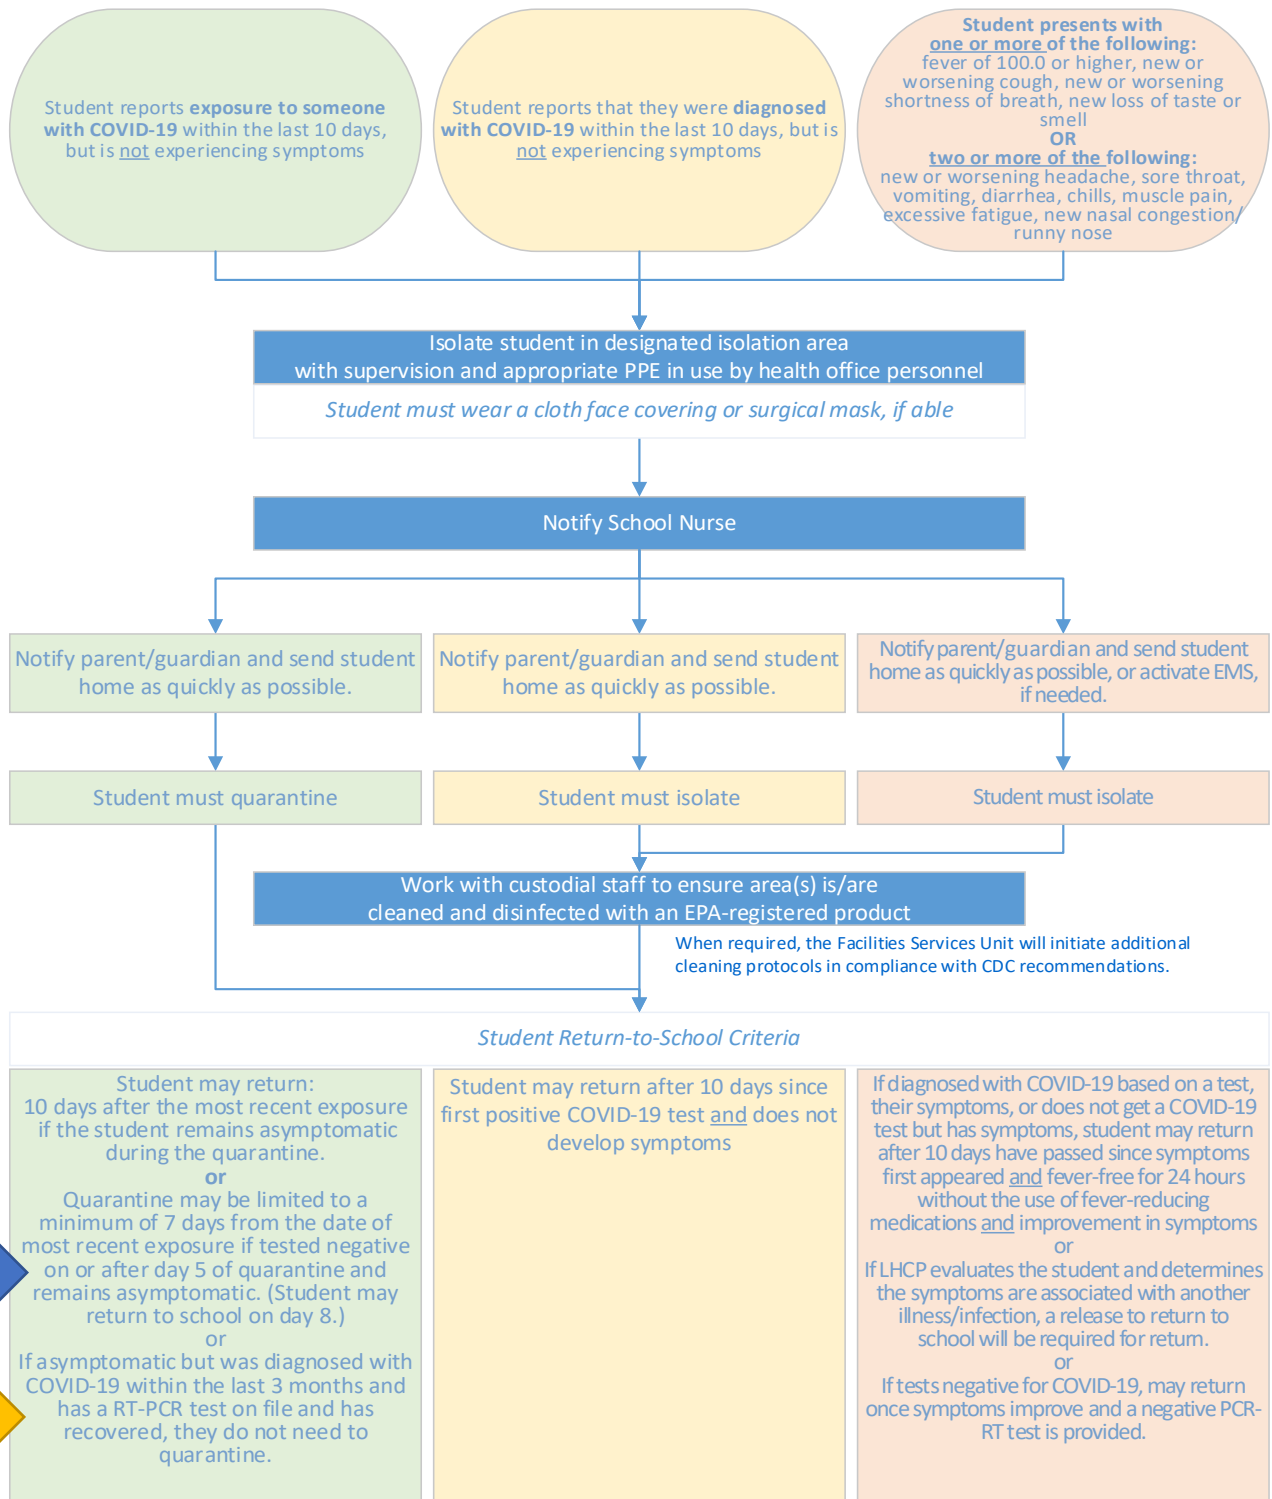 Student reports exposure to someone
with COVID-19 within the last 10 days,
but is not experiencing symptoms
Student reports that they were diagnosed
with COVID-19 within the last 10 days, but is
not experiencing symptoms
Student presents with
one or more of the following:
fever of 100.0 or higher, new or
worsening cough, new or worsening
shortness of breath, new loss of taste or
smell
OR
two or more of the following:
new or worsening headache, sore throat,
vomiting, diarrhea, chills, muscle pain,
excessive fatigue, new nasal congestion/
runny nose
Isolate student in designated isolation area
with supervision and appropriate PPE in use by health office personnel
Student must wear a cloth face covering or surgical mask, if able
Notify School Nurse
Notify parent/guardian and send student
home as quickly as possible.
Notify parent/guardian and send student
home as quickly as possible.
Notify parent/guardian and send student
home as quickly as possible, or activate EMS,
if needed.
Student must quarantine
Student must isolate
Student must isolate
Work with custodial staff to ensure area(s) is/are
cleaned and disinfected with an EPA-registered product
When required, the Facilities Services Unit will initiate additional
cleaning protocols in compliance with CDC recommendations.
Student Return-to-School Criteria
Student may return:
10 days after the most recent exposure
if the student remains asymptomatic
during the quarantine.
or
Quarantine may be limited to a
minimum of 7 days from the date of
most recent exposure if tested negative
on or after day 5 of quarantine and
remains asymptomatic. (Student may
return to school on day 8.)
or
If asymptomatic but was diagnosed with
COVID-19 within the last 3 months and
has a RT-PCR test on file and has
recovered, they do not need to
quarantine.
Student may return after 10 days since
first positive COVID-19 test and does not
develop symptoms
If diagnosed with COVID-19 based on a test,
their symptoms, or does not get a COVID-19
test but has symptoms, student may return
after 10 days have passed since symptoms
first appeared and fever-free for 24 hours
without the use of fever-reducing
medications and improvement in symptoms
or
If LHCP evaluates the student and determines
the symptoms are associated with another
illness/infection, a release to return to
school will be required for return.
or
If tests negative for COVID-19, may return
once symptoms improve and a negative PCR-
RT test is provided.